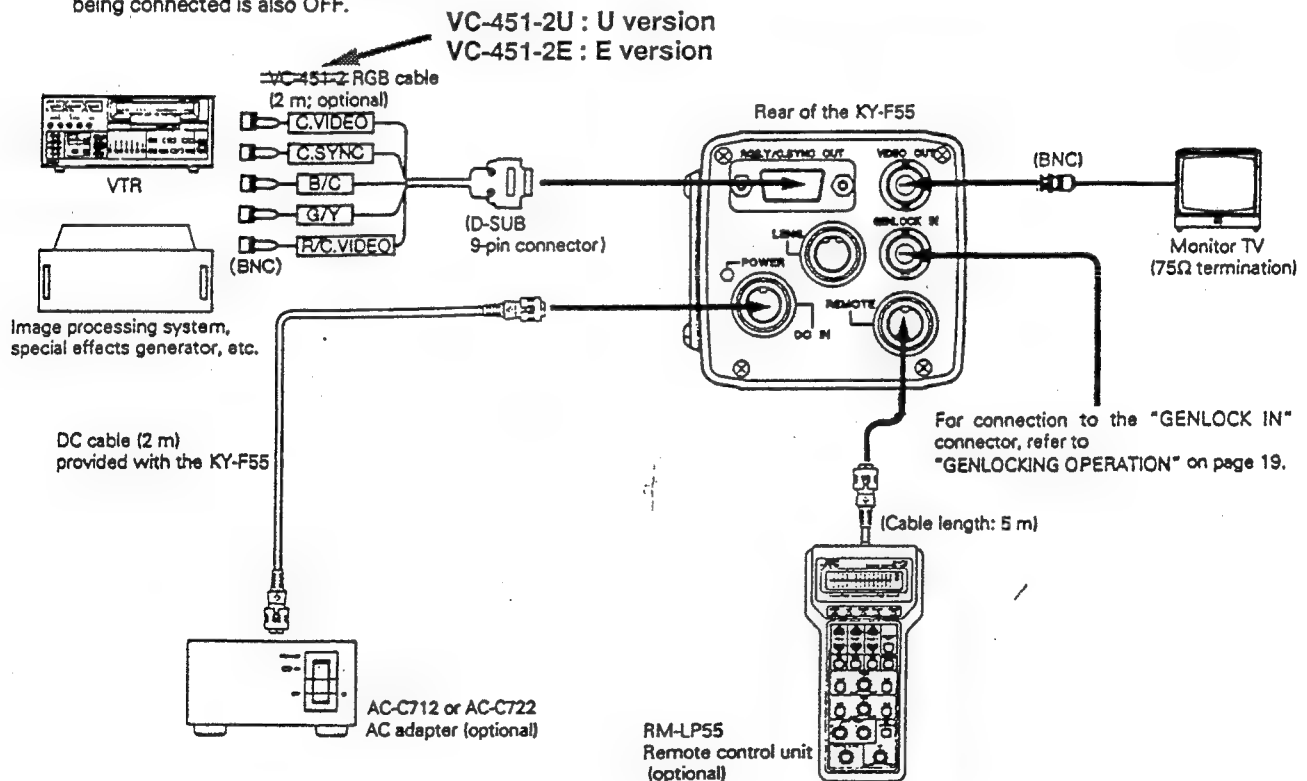 being connected is also OFF.
VC-451-2U : U version
VC-451-2E : E version
VC-451-2 RGB cable
(2 m; optional)
C.VIDEO
C.SYNC
B/C
G/Y
R/C.VIDEO
(BNC)
VTR
(D-SUB
9-pin connector)
Image processing system,
special effects generator, etc.
Rear of the KY-F55
RGB.Y/C.SYNC OUT
VIDEO OUT
GENLOCK IN
LENS
POWER
REMOTE
DC IN
(BNC)
Monitor TV
(75Ω termination)
For connection to the "GENLOCK IN"
connector, refer to
"GENLOCKING OPERATION" on page 19.
DC cable (2 m)
provided with the KY-F55
(Cable length: 5 m)
AC-C712 or AC-C722
AC adapter (optional)
RM-LP55
Remote control unit
(optional)